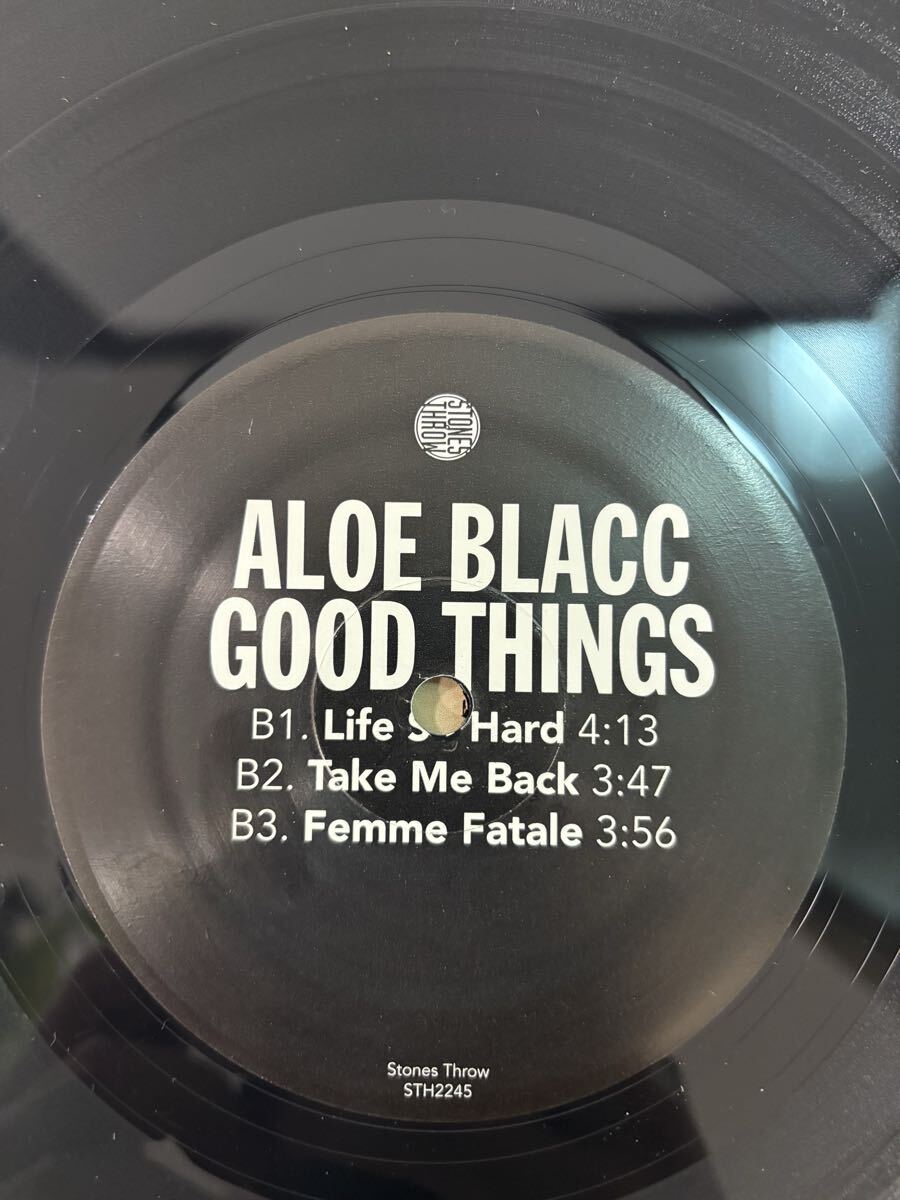 STONES
THROW
ALOE BLACC
GOOD THINGS
B1. Life Hard 4:13
B2. Take Me Back 3:47
B3. Femme Fatale 3:56
Stones Throw
STH2245